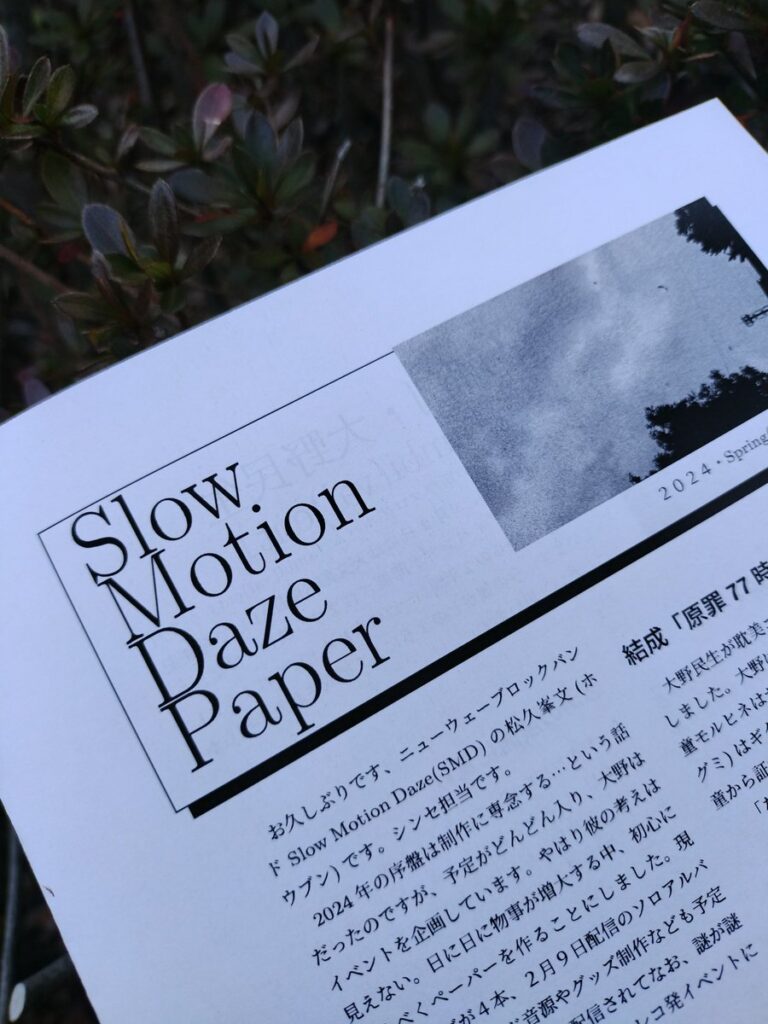 Slow
Motion
Daze
Paper
2024・Spring
お久しぶりです、ニューウェーブロックバン
ド Slow Motion Daze(SMD) の松久峯文 (ホ
ウブン) です。シンセ担当です。
2024 年の序盤は制作に専念する…という話
だったのですが、予定がどんどん入り、大野は
イベントを企画しています。やはり彼の考えは
見えない。日に日に物事が増大する中、初心に
べくペーパーを作ることにしました。現
が4本、2月9日配信のソロアルバ
音源やグッズ制作なども予定
配信されてなお、謎が謎
レコ発イベントに
結成「原罪 77 時
大野民生が耽美
しました。大野
童モルヒネは
グミ) はギ
童から証